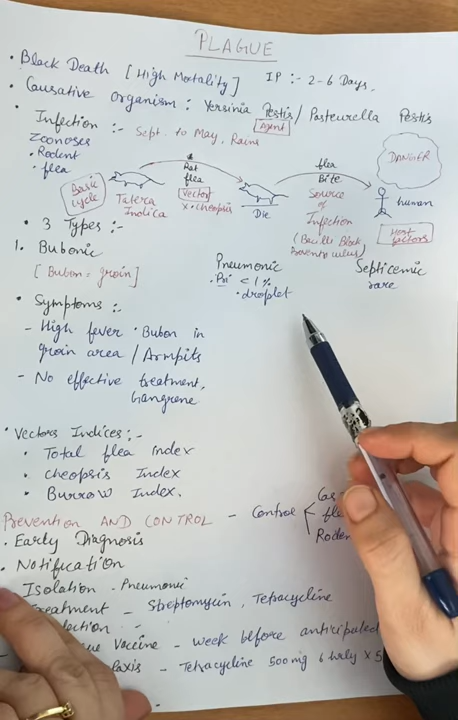 PLAGUE
• Black Death [High Mortality] IP :- 2-6 Days.
• Causative Organism : Yersinia Pestis / Pasteurella Pestis
Agent
• Infection :- Sept. to May, Rains
Zoonoses
• Rodent
• flea
Basic cycle
Tatera Indica
Rat flea
Vector
X. cheopsis
Die
flea Bite
Source of Infection
(Bacillus Block Proventriculus)
DANGER
human
Host factors
• 3 Types :-
1. Bubonic
[Bubon = groin]
Pneumonic
< 1%
• droplet
Septicemic
rare
• Symptoms :-
- High fever • Bubon in
groin area / Armpits
- No effective treatment,
Gangrene
• Vectors Indices :-
• Total flea index
• Cheopsis Index
• Burrow Index.
Prevention AND CONTROL - Control
fle
Roden
• Early Diagnosis
• Notification
Isolation - Pneumonic
Treatment - Streptomycin, Tetracycline
Vaccine - week before anticipated
- Tetracycline 500 mg 6 hrly x 5